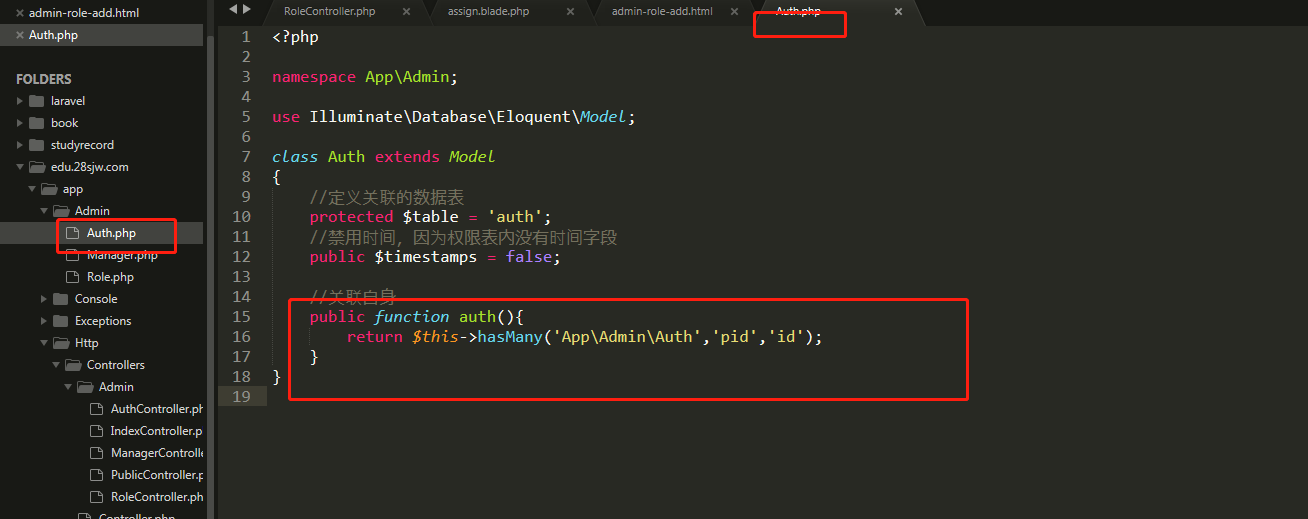 admin-role-add.html
Auth.php
FOLDERS
laravel
book
studyrecord
edu.28sjw.com
app
Admin
Auth.php
Manager.php
Role.php
Console
Exceptions
Http
Controllers
Admin
AuthController.ph
IndexController.p
ManagerControlle
PublicController.p
RoleController.ph
Controller.php
RoleController.php
assign.blade.php
admin-role-add.html
Auth.php
1 <?php
2
3 namespace App\Admin;
4
5 use Illuminate\Database\Eloquent\Model;
6
7 class Auth extends Model
8 {
9 //定义关联的数据表
10 protected $table = 'auth';
11 //禁用时间，因为权限表内没有时间字段
12 public $timestamps = false;
13
14 //关联自身
15 public function auth(){
16 return $this->hasMany('App\Admin\Auth','pid','id');
17 }
18 }
19